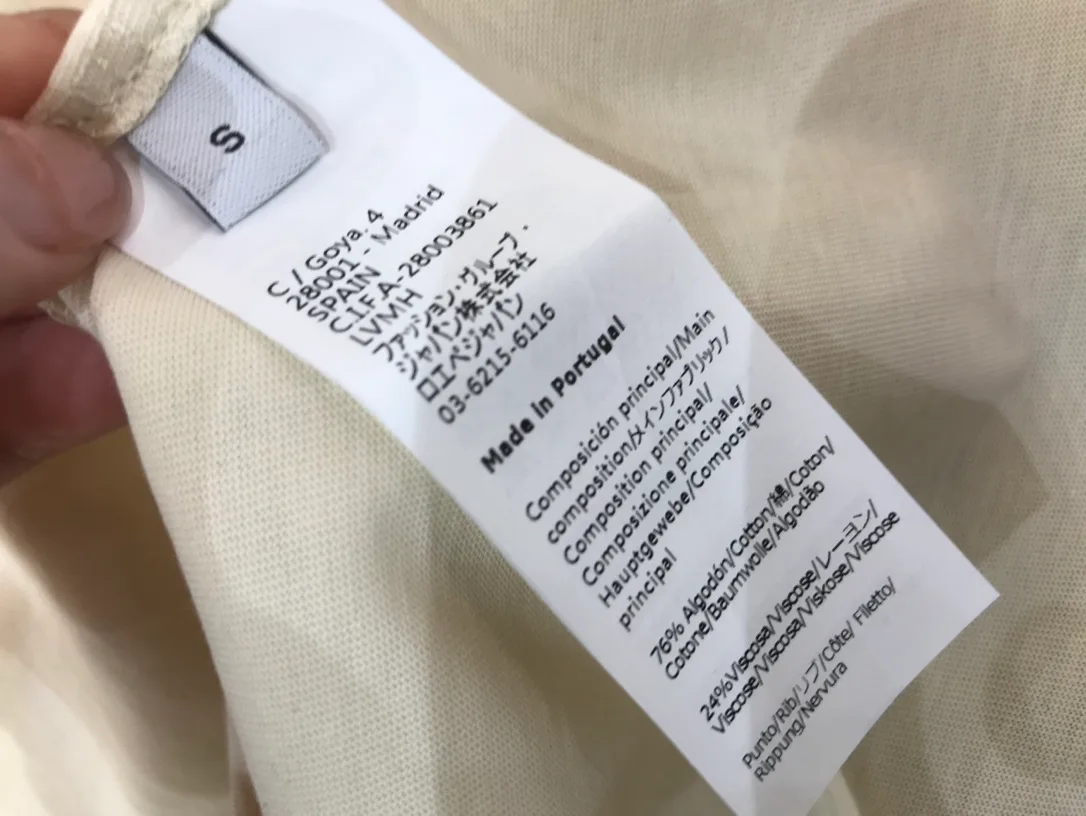 S
C / Goya, 4
28001 - Madrid
SPAIN
C.I.F.A-28003861
LVMH
ファッション・グループ・
ジャパン株式会社
ロエベジャパン
03-6215-6116
Made in Portugal
Composición principal/Main
composition/メインファブリック/
Composition principal/
Composizione principale/
Hauptgewebe/Composição
principal
76% Algodón/Cotton/綿/Coton/
Cotone/Baumwolle/Algodão
24%Viscosa/Viscose/レーヨン/
Viscose/Viscosa/Viskose/Viscose
Punto/Rib/リブ/Côte/ Filetto/
Rippung/Nervura